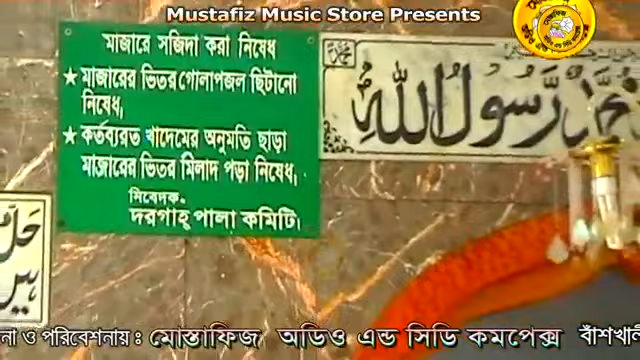 Mustafiz Music Store Presents
মাজারে সজিদা করা নিষেধ
★ মাজারের ভিতর গোলাপজল ছিটানো
নিষেধ,
★ কর্তব্যরত খাদেমের অনুমতি ছাড়া
মাজারের ভিতর মিলাদ পড়া নিষেধ,
নিবেদক-
দরগাহ্ পালা কমিটি।
رسول الله
ও পরিবেশনায় : মোস্তাফিজ অডিও এন্ড সিডি কমপেক্স